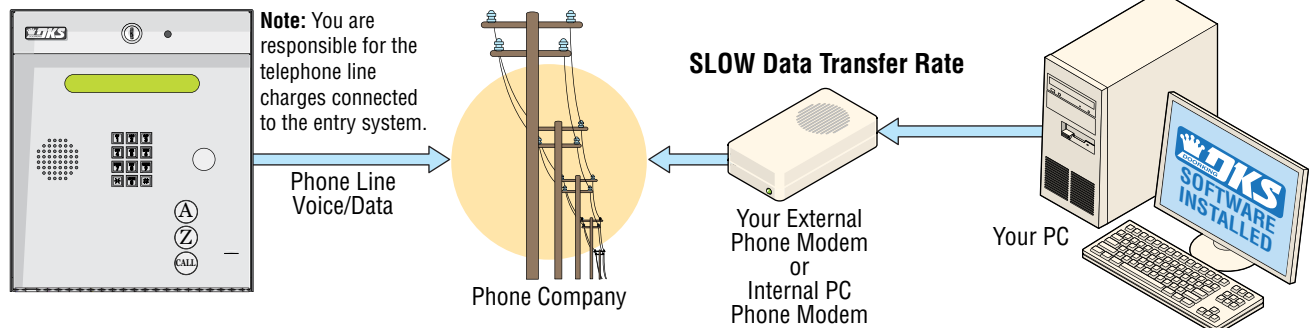 DKS
Note: You are
responsible for the
telephone line
charges connected
to the entry system.
Phone Line
Voice/Data
A
Z
CALL
Phone Company
SLOW Data Transfer Rate
Your External
Phone Modem
or
Internal PC
Phone Modem
Your PC
DOORKING
DKS
SOFTWARE
INSTALLED